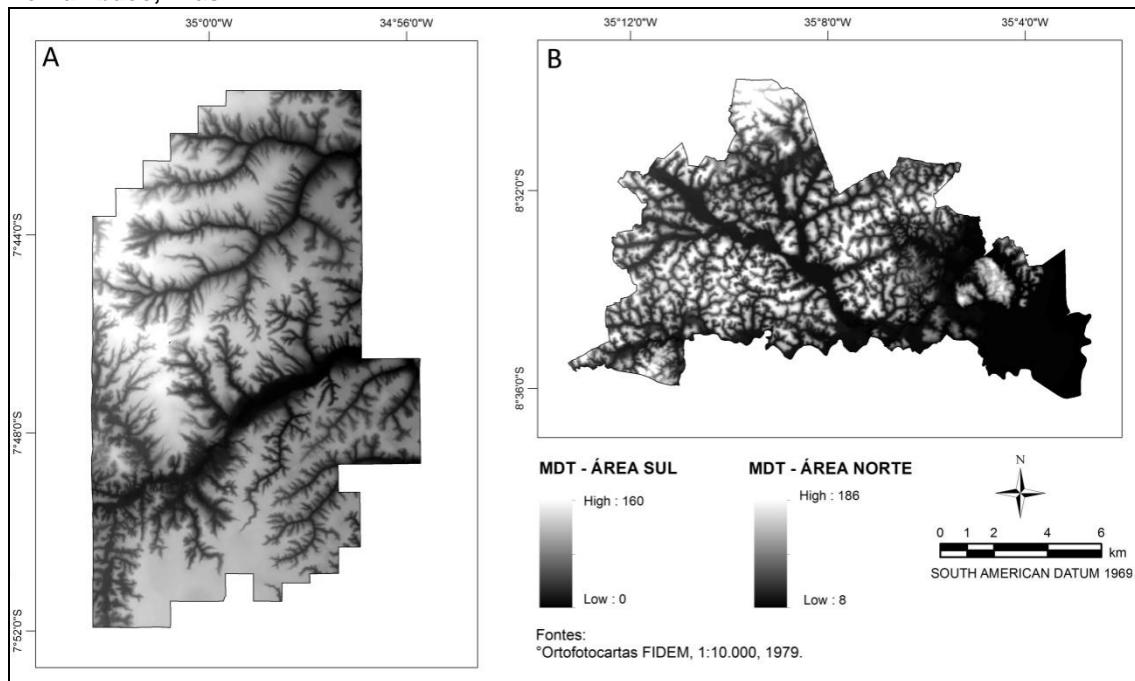 35°0'0"W
34°56'0"W
A
7°44'0"S
7°48'0"S
7°52'0"S
35°12'0"W
35°8'0"W
35°4'0"W
B
8°32'0"S
8°36'0"S
MDT - ÁREA SUL
High : 160
Low : 0
MDT - ÁREA NORTE
High : 186
Low : 8
N
0 1 2 4 6
km
SOUTH AMERICAN DATUM 1969
Fontes:
°Ortofotocartas FIDEM, 1:10.000, 1979.